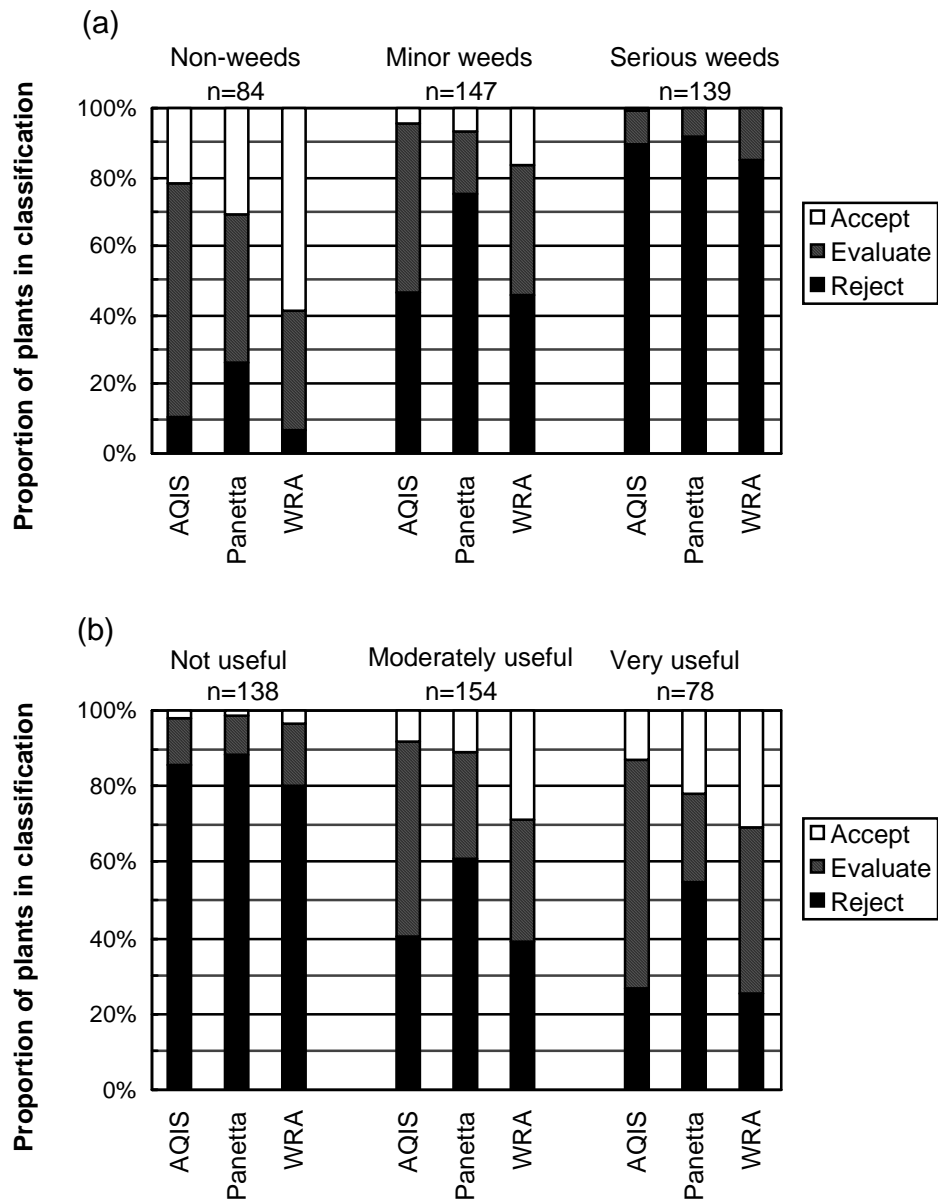 (a)
Non-weeds
n=84
Minor weeds
n=147
Serious weeds
n=139
Proportion of plants in classification
100%
80%
60%
40%
20%
0%
AQIS
Panetta
WRA
AQIS
Panetta
WRA
AQIS
Panetta
WRA
Accept
Evaluate
Reject
(b)
Not useful
n=138
Moderately useful
n=154
Very useful
n=78
Proportion of plants in classification
100%
80%
60%
40%
20%
0%
AQIS
Panetta
WRA
AQIS
Panetta
WRA
AQIS
Panetta
WRA
Accept
Evaluate
Reject